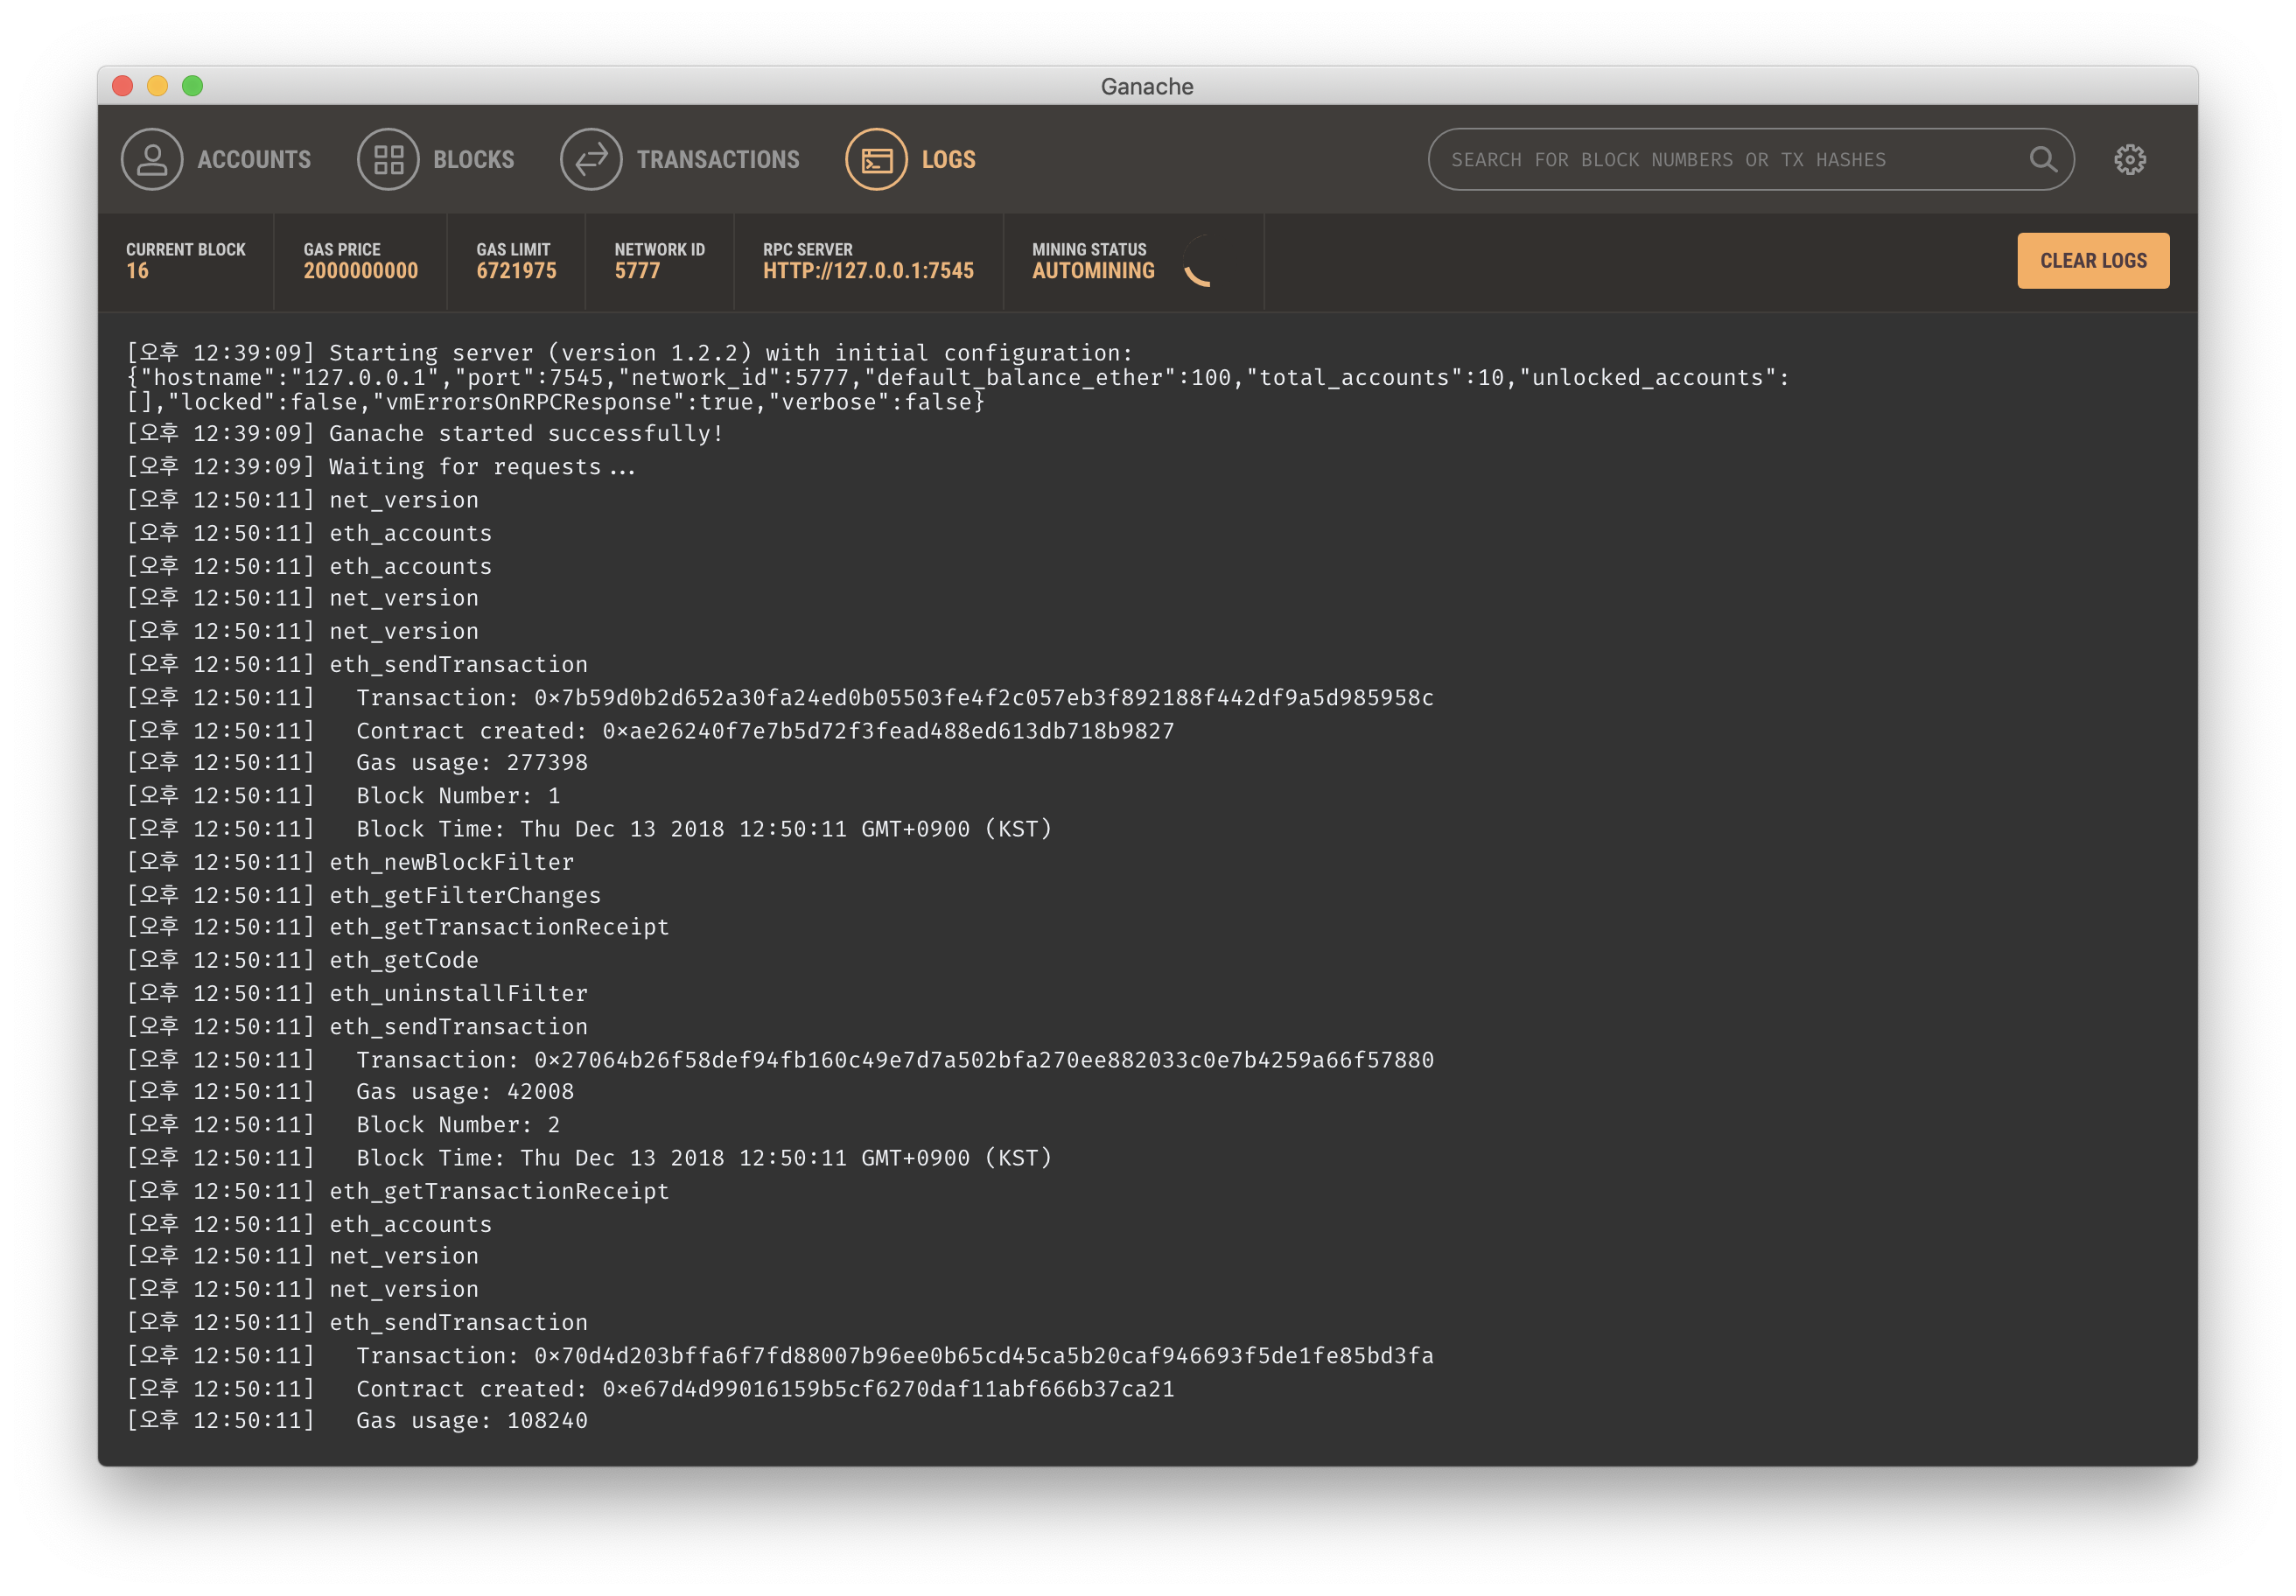 Ganache
ACCOUNTS BLOCKS TRANSACTIONS LOGS SEARCH FOR BLOCK NUMBERS OR TX HASHES
CURRENT BLOCK GAS PRICE GAS LIMIT NETWORK ID RPC SERVER MINING STATUS
16 2000000000 6721975 5777 HTTP://127.0.0.1:7545 AUTOMINING
CLEAR LOGS
[오후 12:39:09] Starting server (version 1.2.2) with initial configuration:
{"hostname":"127.0.0.1","port":7545,"network_id":5777,"default_balance_ether":100,"total_accounts":10,"unlocked_accounts":
[],"locked":false,"vmErrorsOnRPCResponse":true,"verbose":false}
[오후 12:39:09] Ganache started successfully!
[오후 12:39:09] Waiting for requests...
[오후 12:50:11] net_version
[오후 12:50:11] eth_accounts
[오후 12:50:11] eth_accounts
[오후 12:50:11] net_version
[오후 12:50:11] net_version
[오후 12:50:11] eth_sendTransaction
[오후 12:50:11]   Transaction: 0×7b59d0b2d652a30fa24ed0b05503fe4f2c057eb3f892188f442df9a5d985958c
[오후 12:50:11]   Contract created: 0×ae26240f7e7b5d72f3fead488ed613db718b9827
[오후 12:50:11]   Gas usage: 277398
[오후 12:50:11]   Block Number: 1
[오후 12:50:11]   Block Time: Thu Dec 13 2018 12:50:11 GMT+0900 (KST)
[오후 12:50:11] eth_newBlockFilter
[오후 12:50:11] eth_getFilterChanges
[오후 12:50:11] eth_getTransactionReceipt
[오후 12:50:11] eth_getCode
[오후 12:50:11] eth_uninstallFilter
[오후 12:50:11] eth_sendTransaction
[오후 12:50:11]   Transaction: 0×27064b26f58def94fb160c49e7d7a502bfa270ee882033c0e7b4259a66f57880
[오후 12:50:11]   Gas usage: 42008
[오후 12:50:11]   Block Number: 2
[오후 12:50:11]   Block Time: Thu Dec 13 2018 12:50:11 GMT+0900 (KST)
[오후 12:50:11] eth_getTransactionReceipt
[오후 12:50:11] eth_accounts
[오후 12:50:11] net_version
[오후 12:50:11] net_version
[오후 12:50:11] eth_sendTransaction
[오후 12:50:11]   Transaction: 0×70d4d203bffa6f7fd88007b96ee0b65cd45ca5b20caf946693f5de1fe85bd3fa
[오후 12:50:11]   Contract created: 0×e67d4d99016159b5cf6270daf11abf666b37ca21
[오후 12:50:11]   Gas usage: 108240